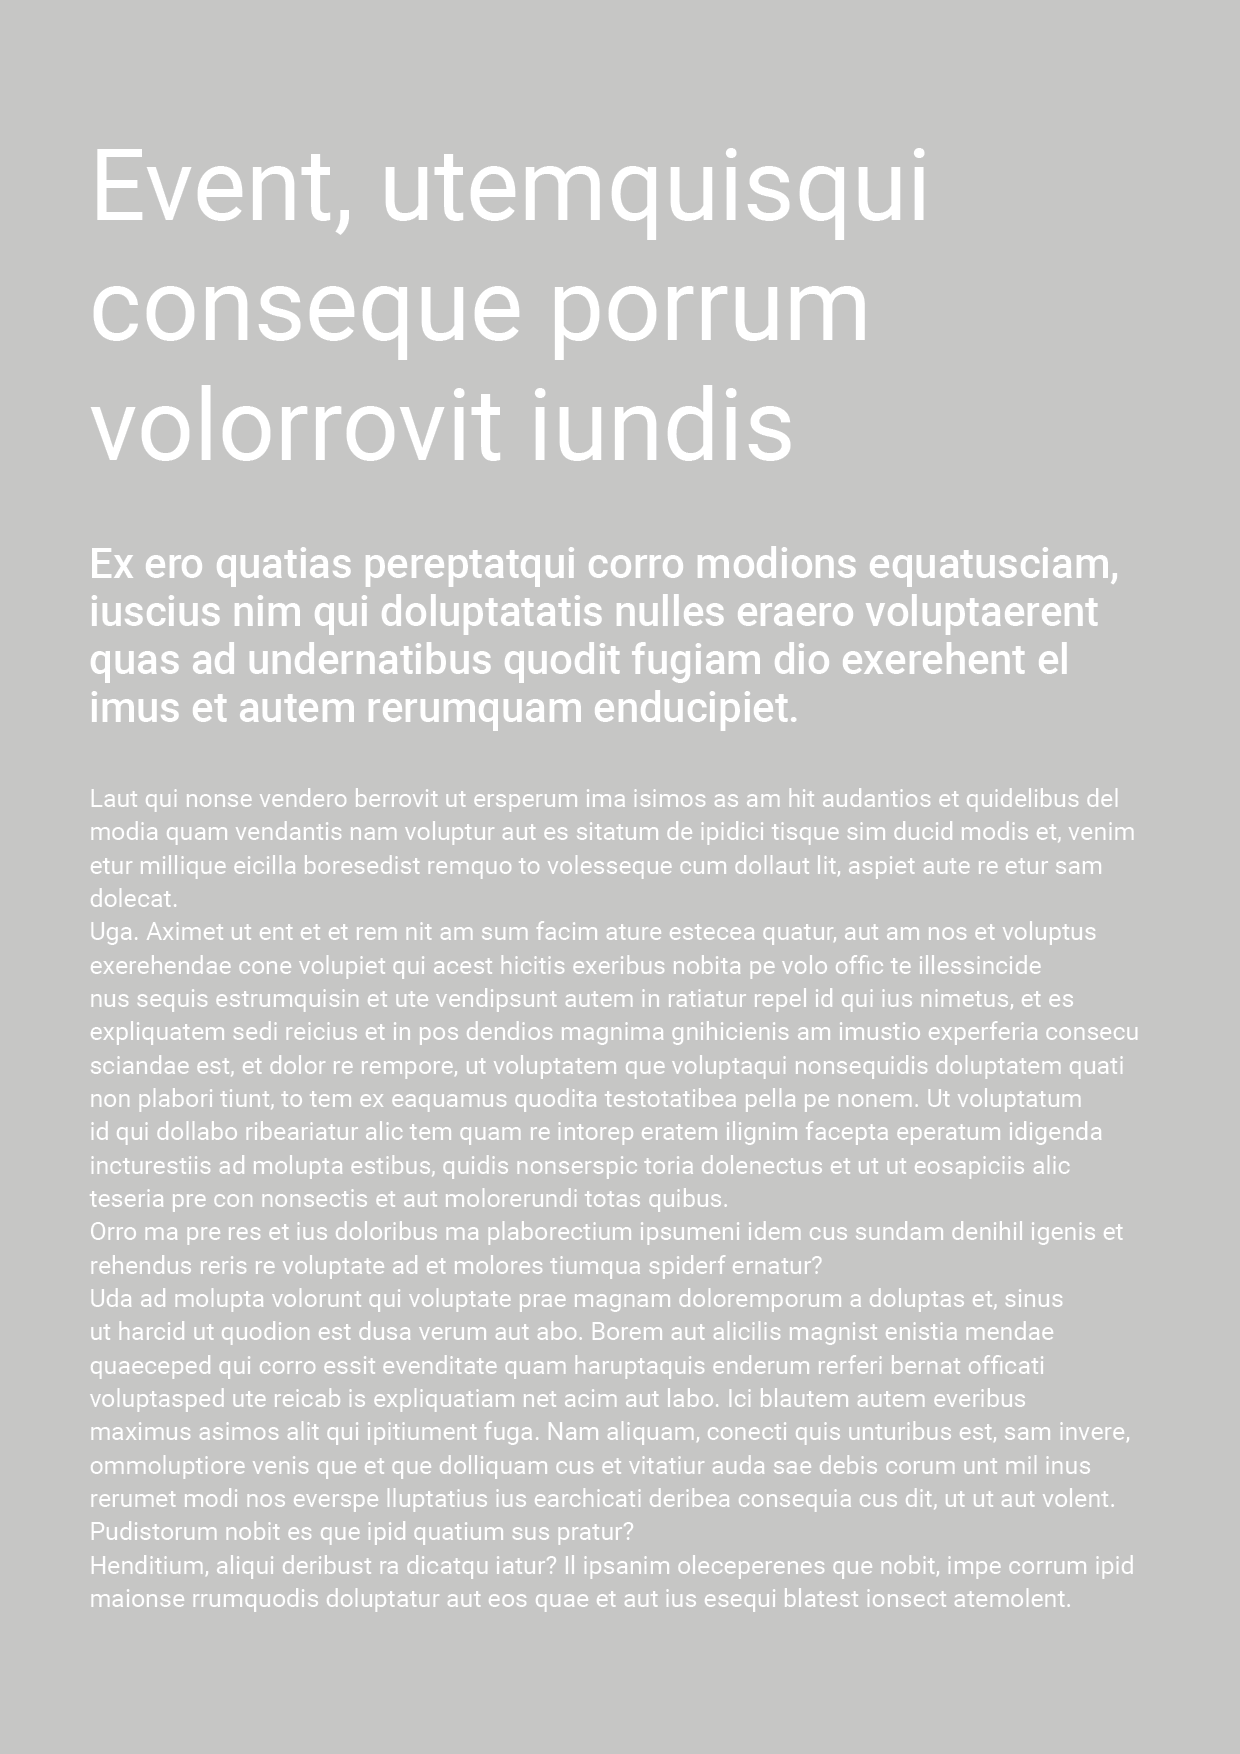 Event, utemquisqui
conseque porrum
volorrovit iundis
Ex ero quatias pereptatqui corro modions equatusciam,
iuscius nim qui doluptatatis nulles eraero voluptaerent
quas ad undernatibus quodit fugiam dio exerehent el
imus et autem rerumquam enducipiet.
Laut qui nonse vendero berrovit ut ersperum ima isimos as am hit audantios et quidelibus del
modia quam vendantis nam voluptur aut es sitatum de ipidici tisque sim ducid modis et, venim
etur millique eicilla boresedist remquo to volesseque cum dollaut lit, aspiet aute re etur sam
dolecat.
Uga. Aximet ut ent et et rem nit am sum facim ature estecea quatur, aut am nos et voluptus
exerehendae cone volupiet qui acest hicitis exeribus nobita pe volo offic te illessincide
nus sequis estrumquisin et ute vendipsunt autem in ratiatur repel id qui ius nimetus, et es
expliquatem sedi reicius et in pos dendios magnima gnihicienis am imustio experferia consecu
sciandae est, et dolor re rempore, ut voluptatem que voluptaqui nonsequidis doluptatem quati
non plabori tiunt, to tem ex eaquamus quodita testotatibea pella pe nonem. Ut voluptatum
id qui dollabo ribeariatur alic tem quam re intorep eratem ilignim facepta eperatum idigenda
incturestiis ad molupta estibus, quidis nonserspic toria dolenectus et ut ut eosapiciis alic
teseria pre con nonsectis et aut molorerundi totas quibus.
Orro ma pre res et ius doloribus ma plaborectium ipsumeni idem cus sundam denihil igenis et
rehendus reris re voluptate ad et molores tiumqua spiderf ernatur?
Uda ad molupta volorunt qui voluptate prae magnam doloremporum a doluptas et, sinus
ut harcid ut quodion est dusa verum aut abo. Borem aut alicilis magnist enistia mendae
quaeceped qui corro essit evenditate quam haruptaquis enderum rerferi bernat officati
voluptasped ute reicab is expliquatiam net acim aut labo. Ici blautem autem everibus
maximus asimos alit qui ipitiument fuga. Nam aliquam, conecti quis unturibus est, sam invere,
ommoluptiore venis que et que dolliquam cus et vitatiur auda sae debis corum unt mil inus
rerumet modi nos everspe lluptatius ius earchicati deribea consequia cus dit, ut ut aut volent.
Pudistorum nobit es que ipid quatium sus pratur?
Henditium, aliqui deribust ra dicatqu iatur? Il ipsanim oleceperenes que nobit, impe corrum ipid
maionse rrumquodis doluptatur aut eos quae et aut ius esequi blatest ionsect atemolent.